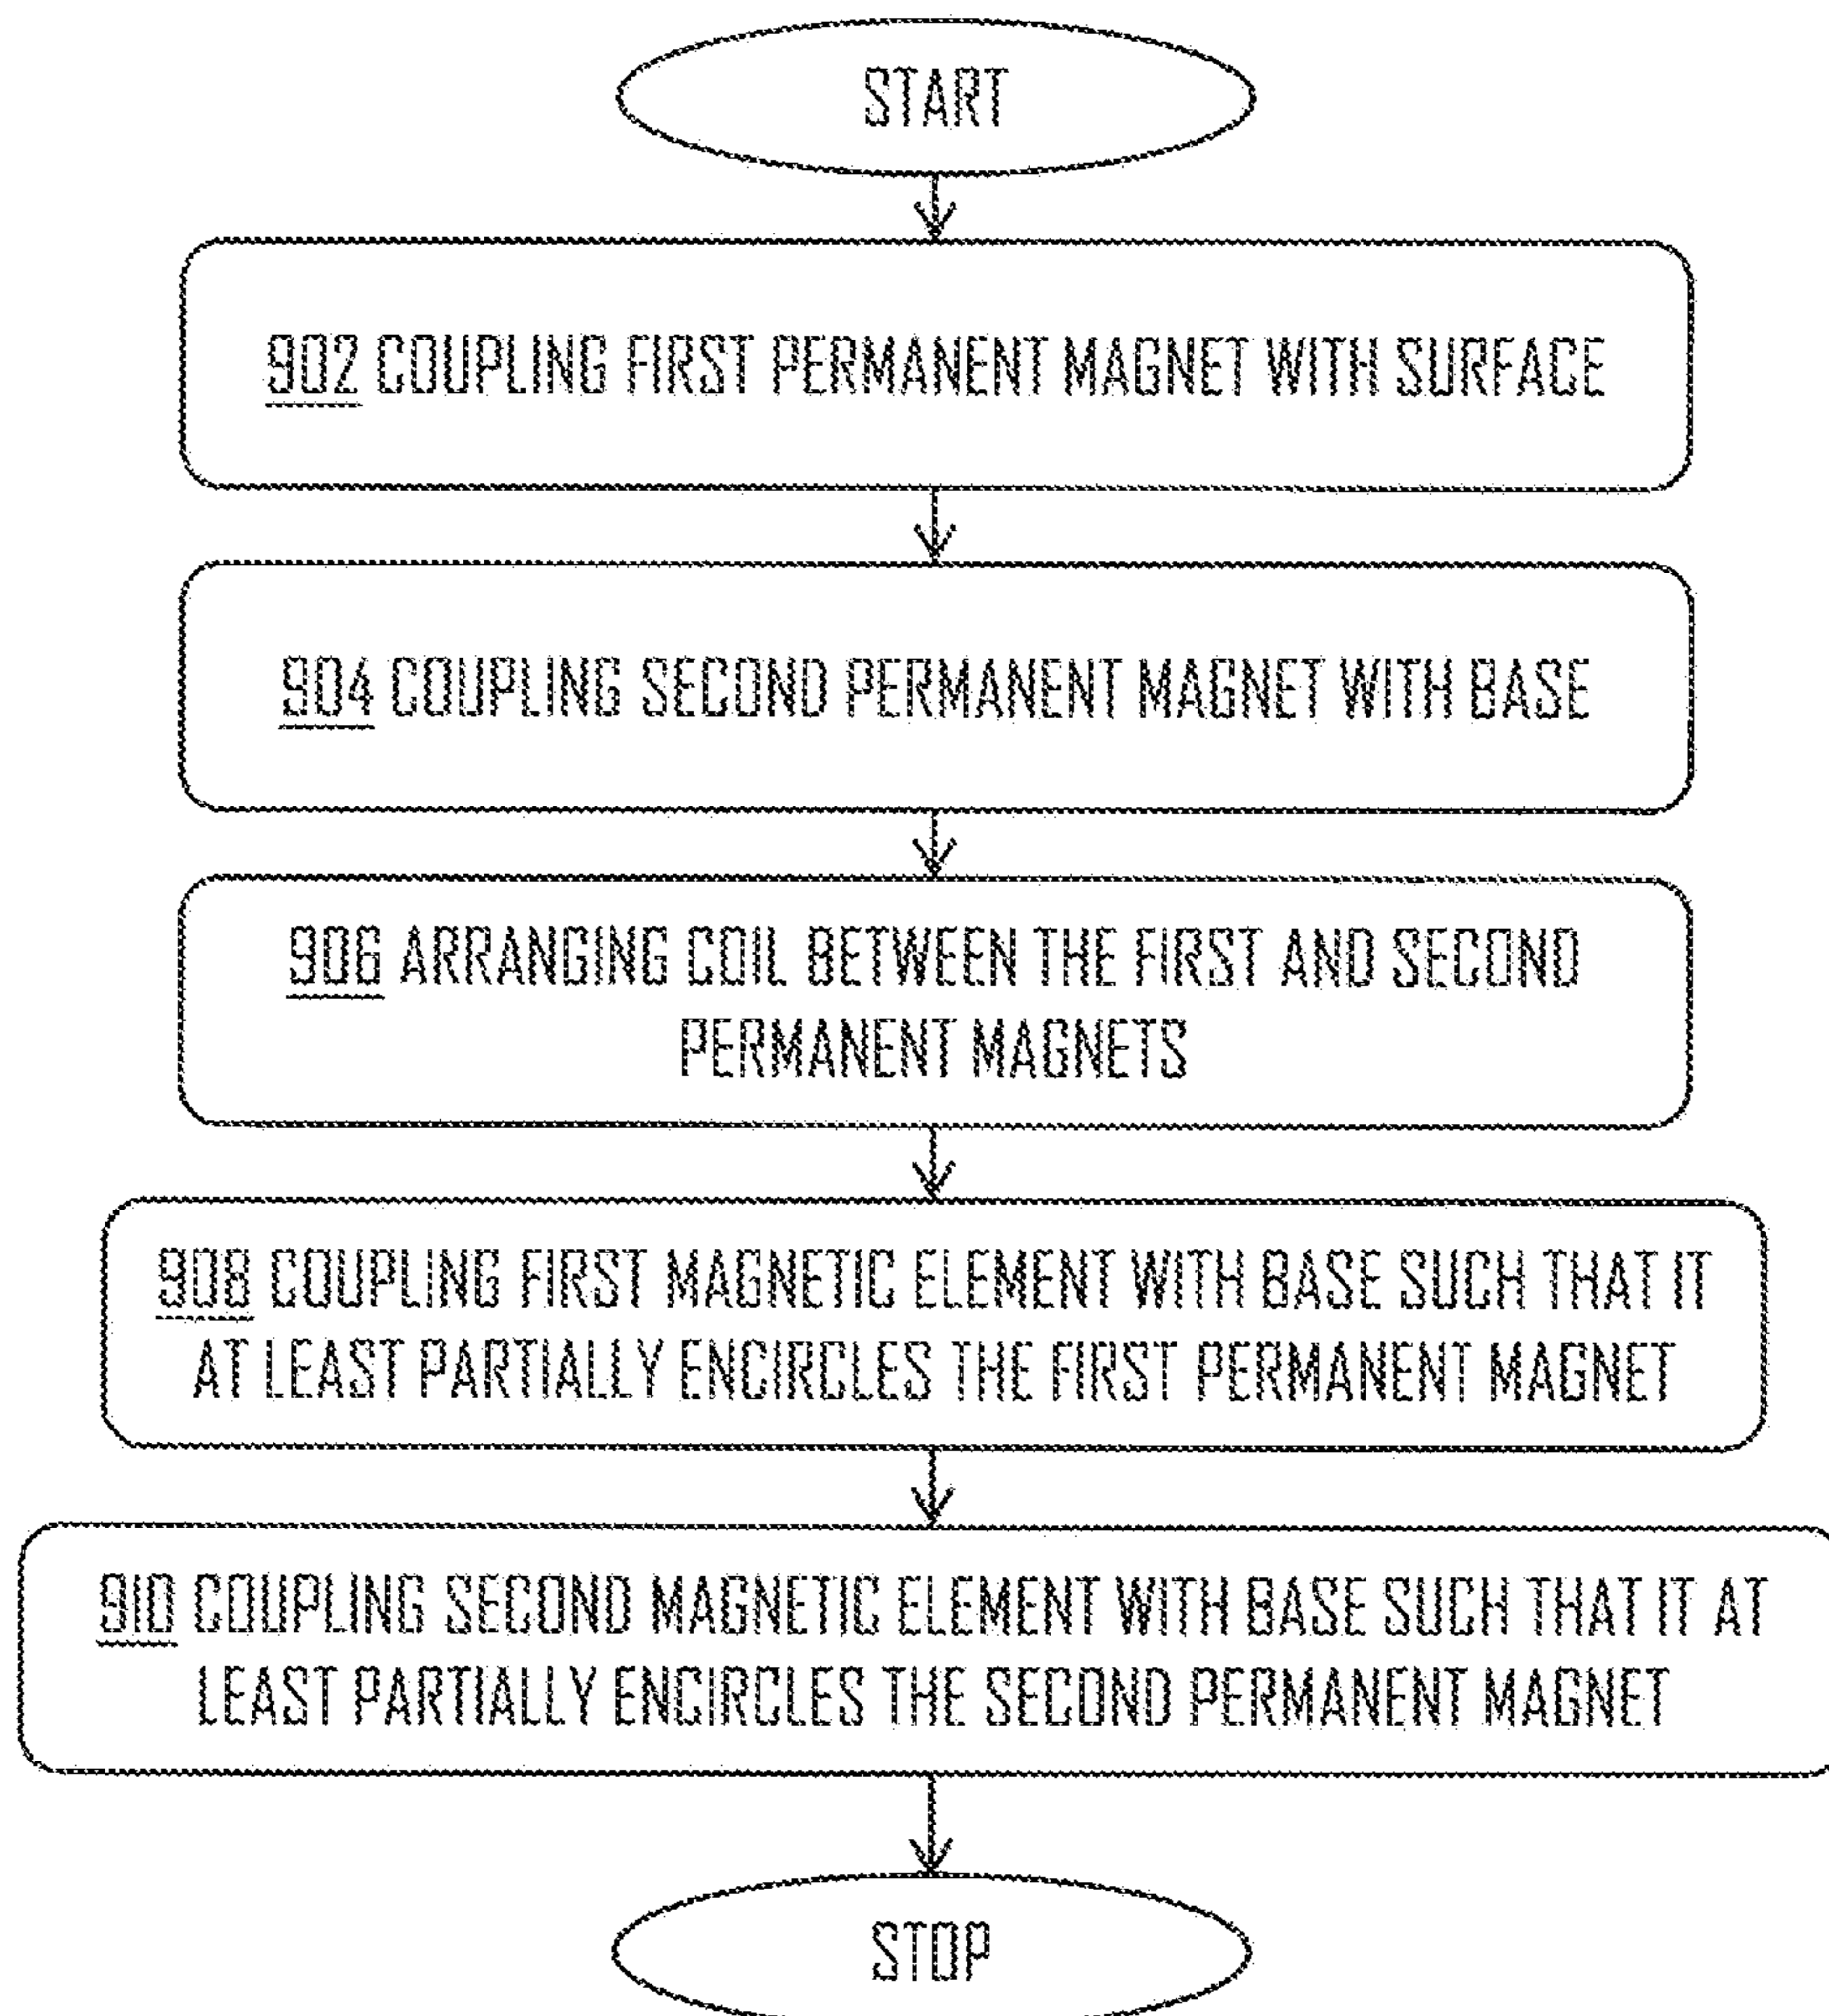 START
902 COUPLING FIRST PERMANENT MAGNET WITH SURFACE
904 COUPLING SECOND PERMANENT MAGNET WITH BASE
906 ARRANGING COIL BETWEEN THE FIRST AND SECOND
PERMANENT MAGNETS
908 COUPLING FIRST MAGNETIC ELEMENT WITH BASE SUCH THAT IT
AT LEAST PARTIALLY ENCIRCLES THE FIRST PERMANENT MAGNET
910 COUPLING SECOND MAGNETIC ELEMENT WITH BASE SUCH THAT IT AT
LEAST PARTIALLY ENCIRCLES THE SECOND PERMANENT MAGNET
STOP